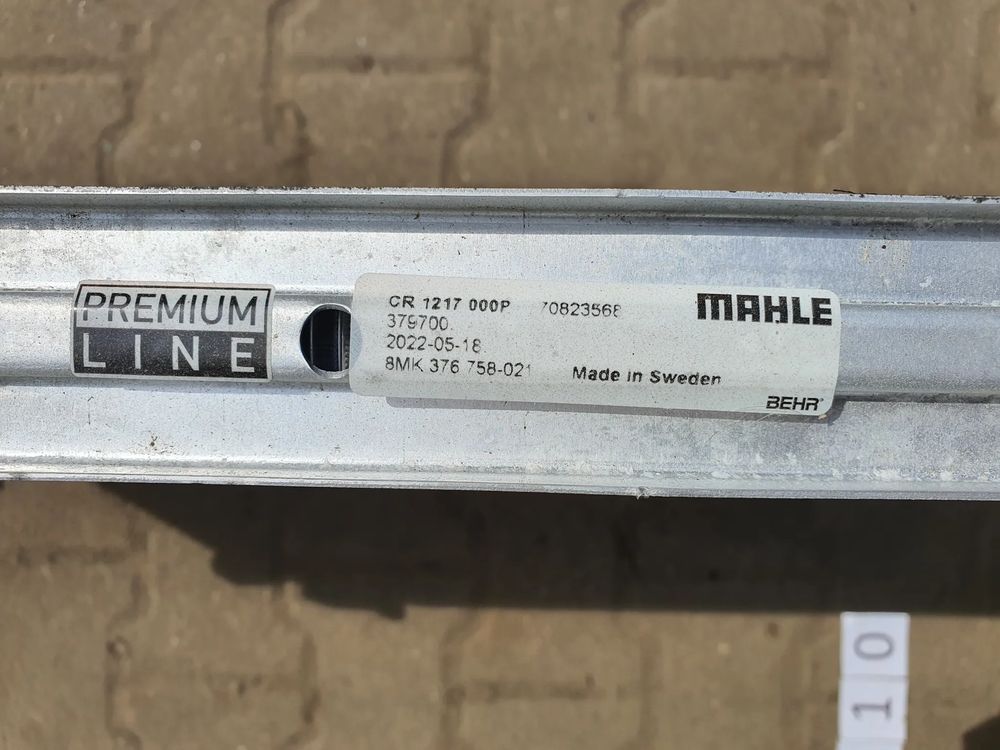 PREMIUM
LINE
CR 1217 000P 70823568
379700
2022-05-18
8MK 376 758-021
Made in Sweden
MAHLE
BEHR
10